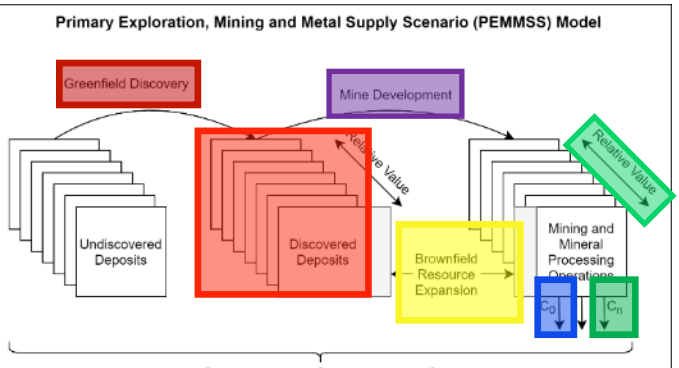 Primary Exploration, Mining and Metal Supply Scenario (PEMMSS) Model
Greenfield Discovery
Mine Development
Relative Value
Relative Value
Undiscovered
Deposits
Discovered
Deposits
Brownfield
Resource
Expansion
Mining and
Mineral
Processing
Operations
C0
Cn